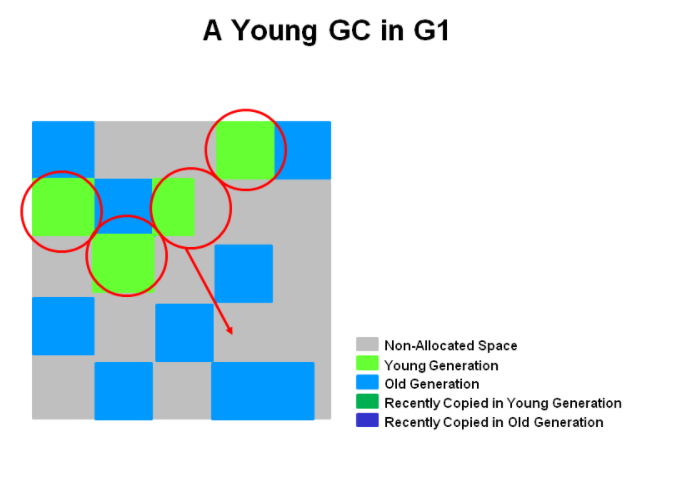 A Young GC in G1
Non-Allocated Space
Young Generation
Old Generation
Recently Copied in Young Generation
Recently Copied in Old Generation